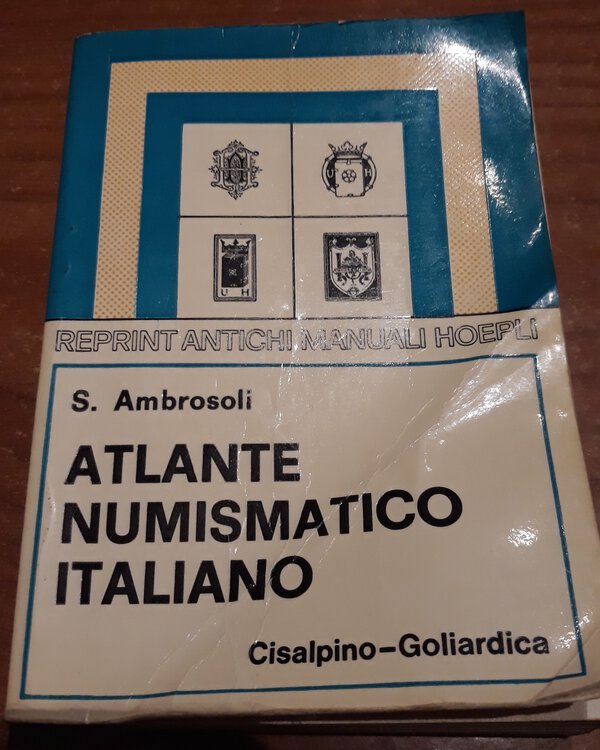 U H
U H
REPRINT ANTICHI MANUALI HOEPLI
S. Ambrosoli
ATLANTE
NUMISMATICO
ITALIANO
Cisalpino-Goliardica